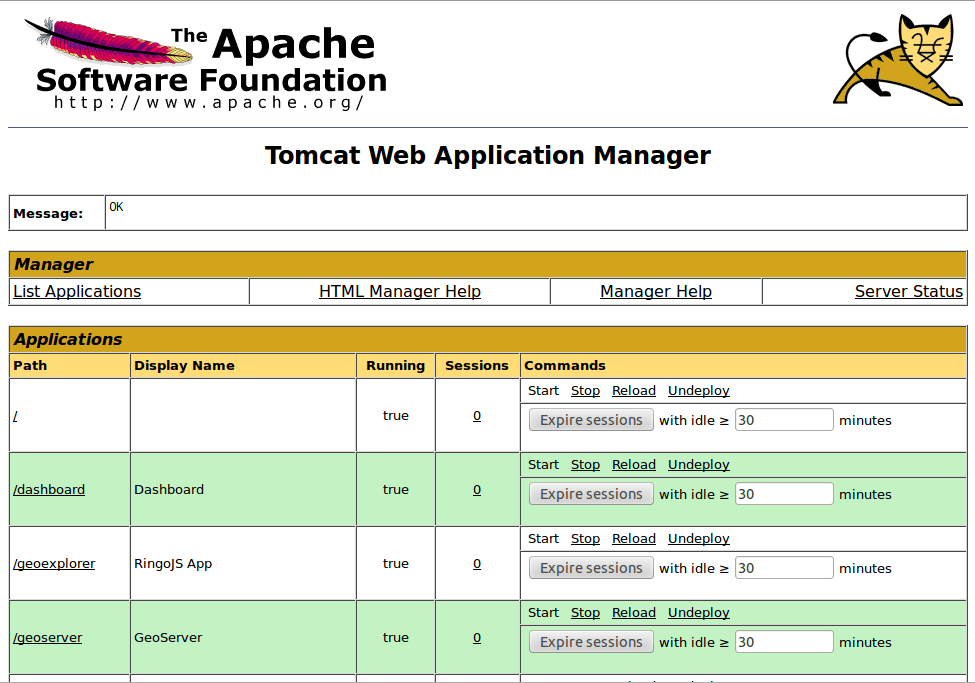 The Apache
Software Foundation
http://www.apache.org/
Tomcat Web Application Manager
Message: OK
Manager
List Applications HTML Manager Help Manager Help Server Status
Applications
Path Display Name Running Sessions Commands
Start Stop Reload Undeploy
/ true 0
Expire sessions with idle ≥ 30 minutes
Start Stop Reload Undeploy
/dashboard Dashboard true 0
Expire sessions with idle ≥ 30 minutes
Start Stop Reload Undeploy
/geoexplorer RingoJS App true 0
Expire sessions with idle ≥ 30 minutes
Start Stop Reload Undeploy
/geoserver GeoServer true 0
Expire sessions with idle ≥ 30 minutes